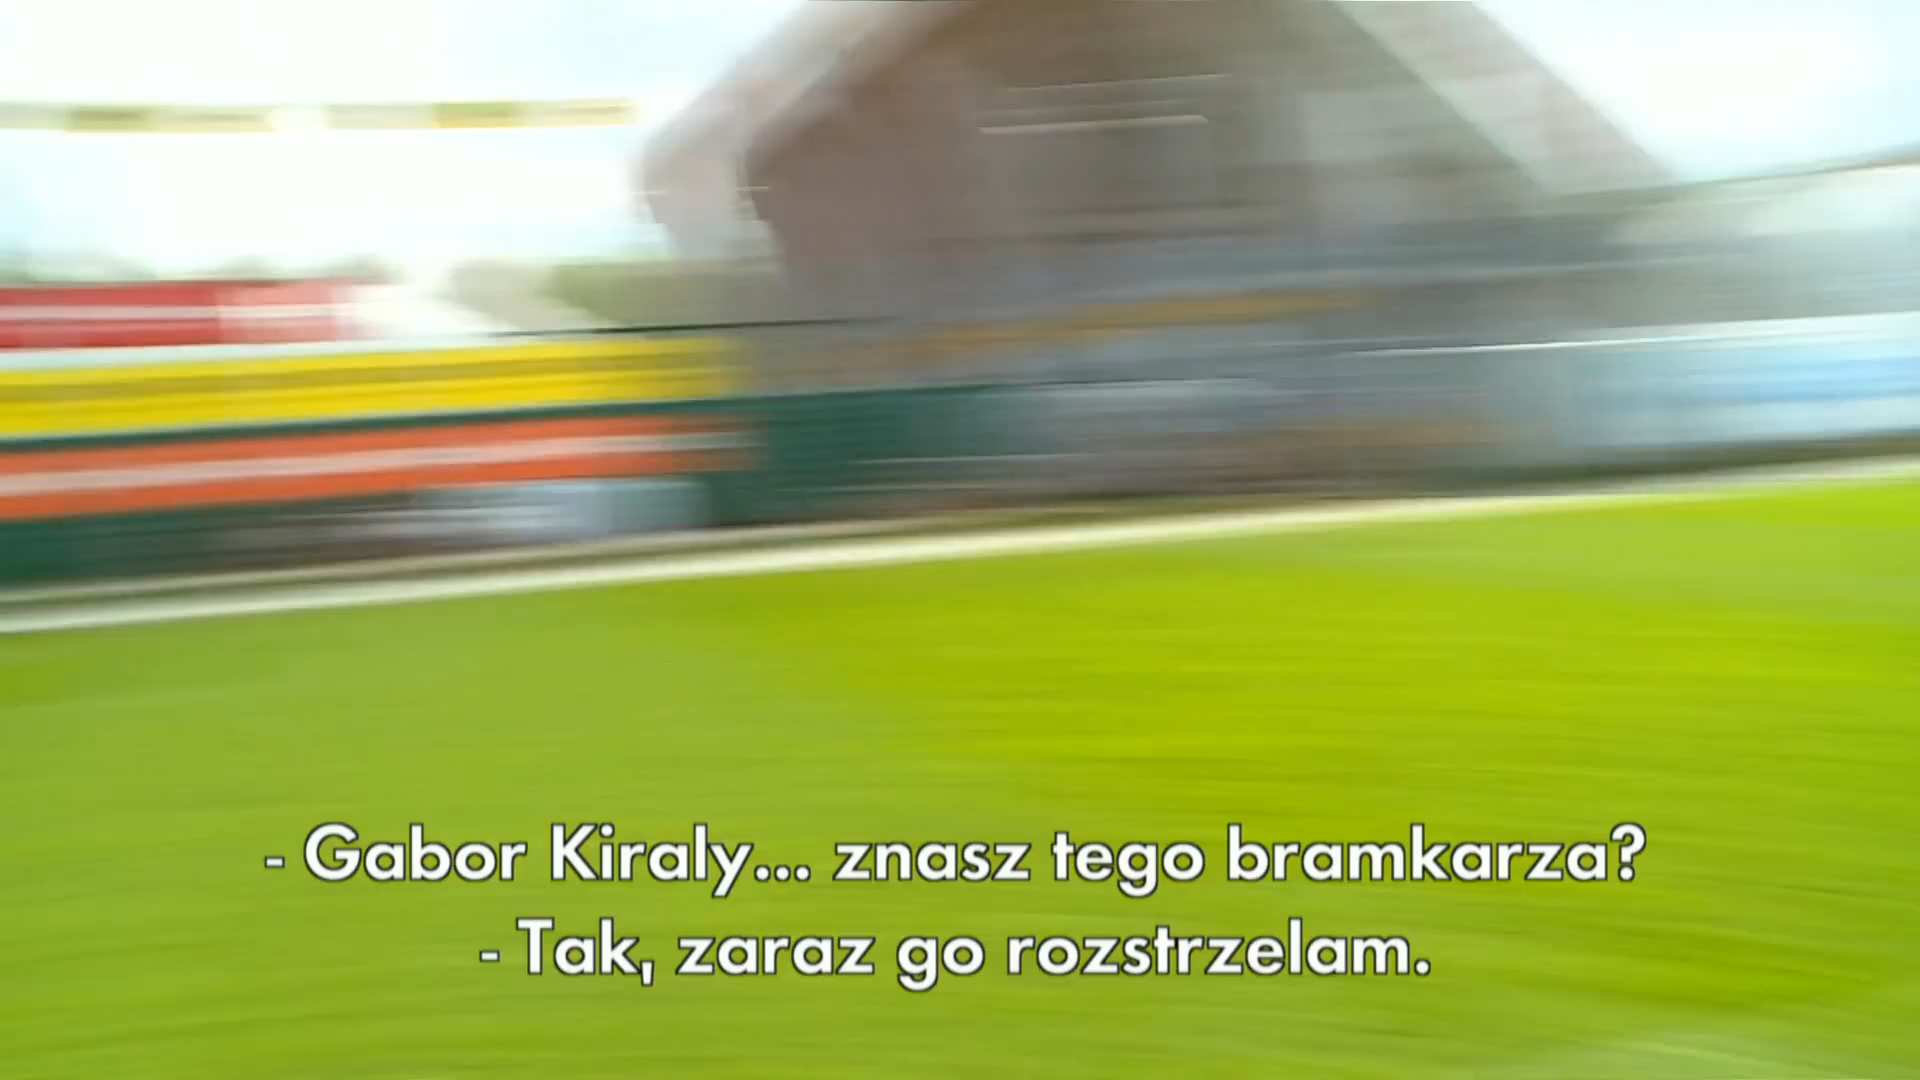 - Gabor Kiraly... znasz tego bramkarza?
- Tak, zaraz go rozstrzelam.